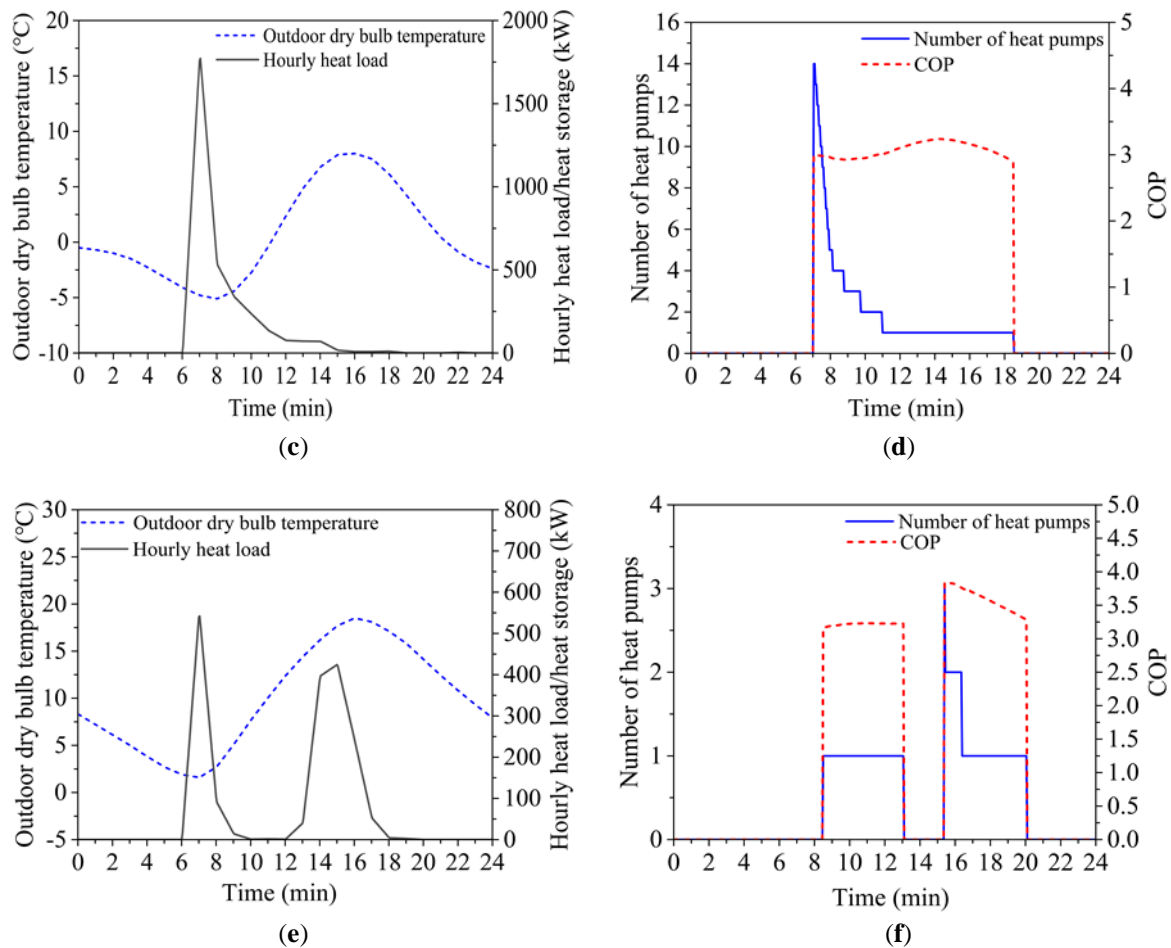 Outdoor dry bulb temperature (℃)
20
15
10
5
0
-5
-10
Outdoor dry bulb temperature
Hourly heat load
2000
1750
1500
1250
1000
750
500
250
0
Hourly heat load/heat storage (kW)
0 2 4 6 8 10 12 14 16 18 20 22 24
Time (min)
(c)
Number of heat pumps
16
14
12
10
8
6
4
2
0
Number of heat pumps
COP
5
4
3
2
1
0
COP
0 2 4 6 8 10 12 14 16 18 20 22 24
Time (min)
(d)
Outdoor dry bulb temperature (℃)
30
25
20
15
10
5
0
-5
Outdoor dry bulb temperature
Hourly heat load
800
700
600
500
400
300
200
100
0
Hourly heat load/heat storage (kW)
0 2 4 6 8 10 12 14 16 18 20 22 24
Time (min)
(e)
Number of heat pumps
4
3
2
1
0
Number of heat pumps
COP
5.0
4.5
4.0
3.5
3.0
2.5
2.0
1.5
1.0
0.5
0.0
COP
0 2 4 6 8 10 12 14 16 18 20 22 24
Time (min)
(f)